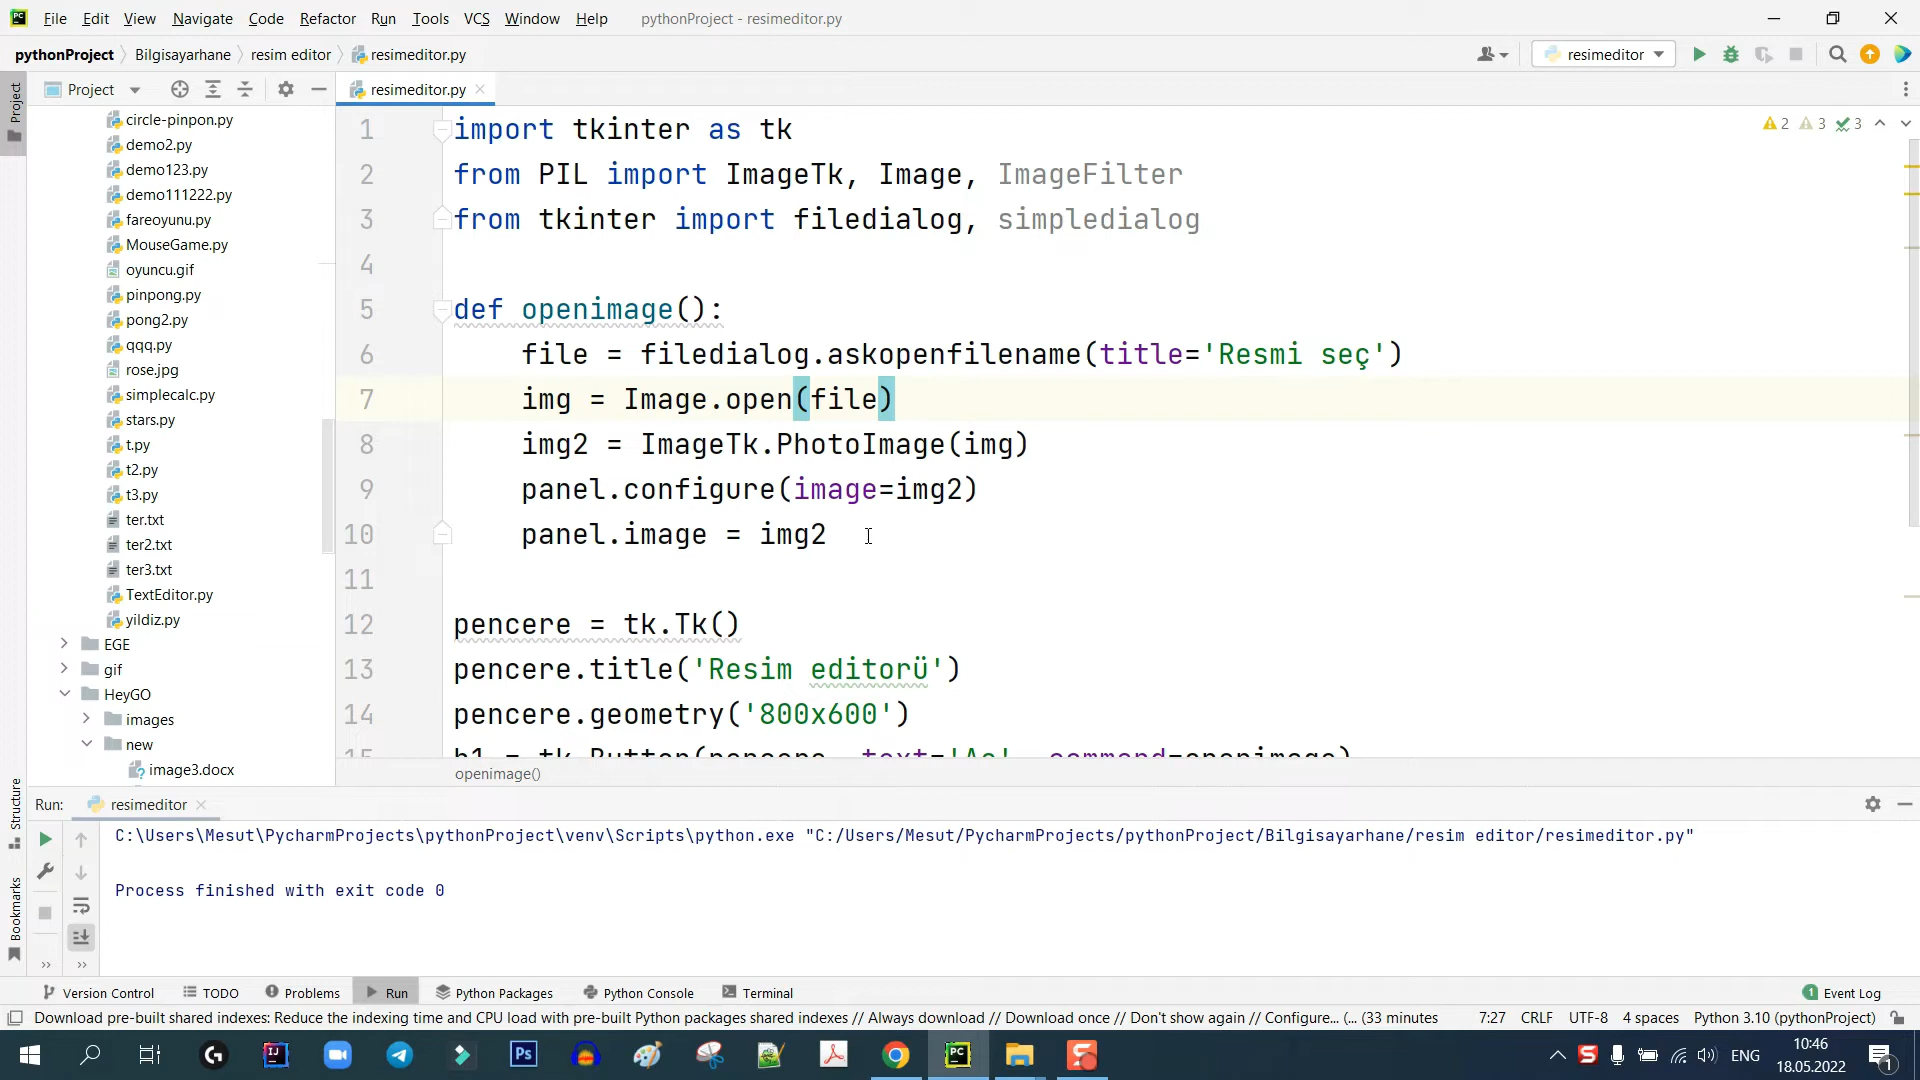 File Edit View Navigate Code Refactor Run Tools VCS Window Help pythonProject - resimeditor.py
pythonProject Bilgisayarhane resim editor resimeditor.py resimeditor
Project resimeditor.py
Project
circle-pinpon.py
demo2.py
demo123.py
demo111222.py
fareoyunu.py
MouseGame.py
oyuncu.gif
pinpong.py
pong2.py
qqq.py
rose.jpg
simplecalc.py
stars.py
t.py
t2.py
t3.py
ter.txt
ter2.txt
ter3.txt
TextEditor.py
yildiz.py
EGE
gif
HeyGO
images
new
image3.docx
2 3 3
1 import tkinter as tk
2 from PIL import ImageTk, Image, ImageFilter
3 from tkinter import filedialog, simpledialog
4
5 def openimage():
6 file = filedialog.askopenfilename(title='Resmi seç')
7 img = Image.open(file)
8 img2 = ImageTk.PhotoImage(img)
9 panel.configure(image=img2)
10 panel.image = img2
11
12 pencere = tk.Tk()
13 pencere.title('Resim editorü')
14 pencere.geometry('800x600')
openimage()
Structure
Bookmarks
Run: resimeditor
C:\Users\Mesut\PycharmProjects\pythonProject\venv\Scripts\python.exe "C:/Users/Mesut/PycharmProjects/pythonProject/Bilgisayarhane/resim editor/resimeditor.py"
Process finished with exit code 0
Version Control TODO Problems Run Python Packages Python Console Terminal 1 Event Log
Download pre-built shared indexes: Reduce the indexing time and CPU load with pre-built Python packages shared indexes // Always download // Download once // Don't show again // Configure... (... (33 minutes 7:27 CRLF UTF-8 4 spaces Python 3.10 (pythonProject)
ENG 10:46
18.05.2022 1